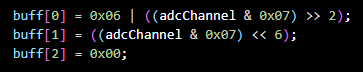 buff[0] = 0x06 | ((adcChannel & 0x07) >> 2);
buff[1] = ((adcChannel & 0x07) << 6);
buff[2] = 0x00;